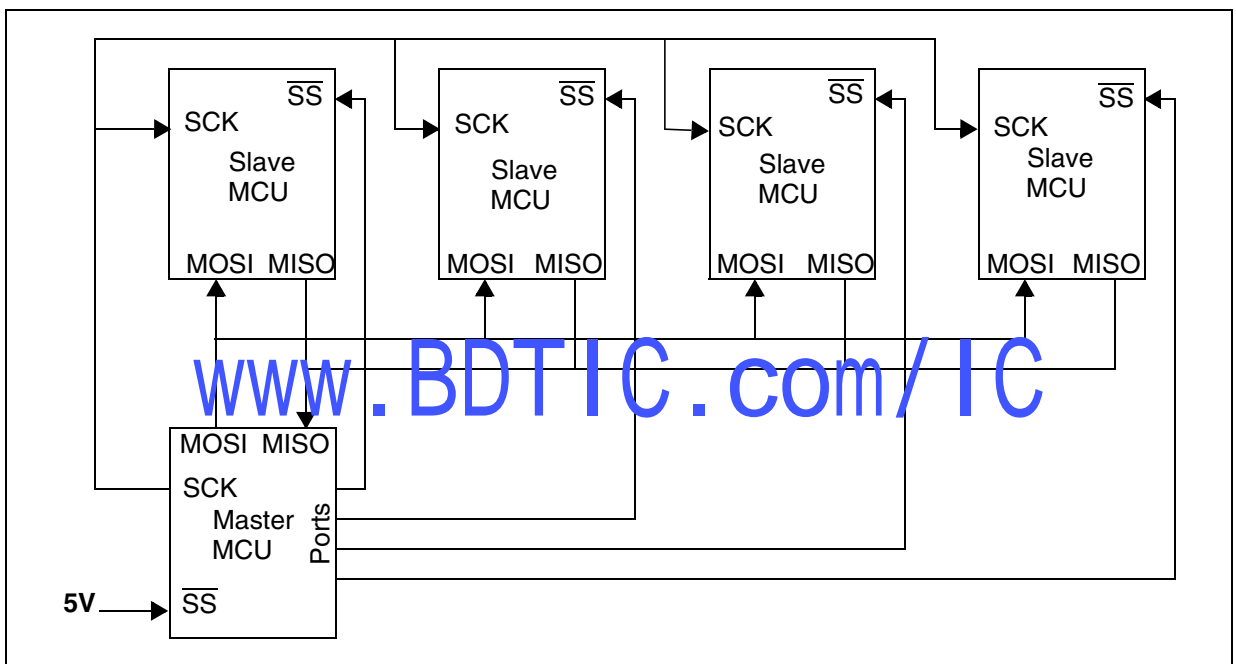 SS
SCK
Slave
MCU
MOSI MISO
SS
SCK
Slave
MCU
MOSI MISO
SS
SCK
Slave
MCU
MOSI MISO
SS
SCK
Slave
MCU
MOSI MISO
www.BDTIC.com/IC
MOSI MISO
SCK
Master
MCU
Ports
5V
SS